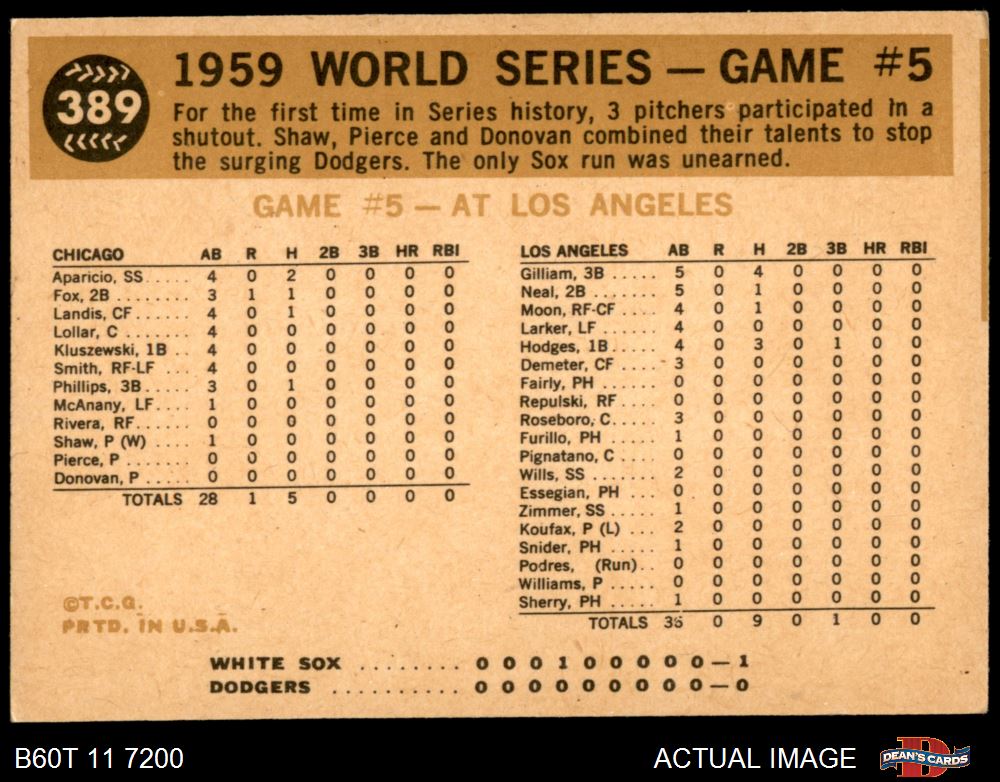 389
1959 WORLD SERIES — GAME #5
For the first time in Series history, 3 pitchers participated in a
shutout. Shaw, Pierce and Donovan combined their talents to stop
the surging Dodgers. The only Sox run was unearned.
GAME #5 — AT LOS ANGELES
CHICAGO AB R H 2B 3B HR RBI
Aparicio, SS..... 4 0 2 0 0 0 0
Fox, 2B ........ 3 1 1 0 0 0 0
Landis, CF ...... 4 0 1 0 0 0 0
Lollar, C ....... 4 0 0 0 0 0 0
Kluszewski, 1B .. 4 0 0 0 0 0 0
Smith, RF-LF ... 4 0 0 0 0 0 0
Phillips, 3B ..... 3 0 1 0 0 0 0
McAnany, LF.... 1 0 0 0 0 0 0
Rivera, RF...... 0 0 0 0 0 0 0
Shaw, P (W) .... 1 0 0 0 0 0 0
Pierce, P ....... 0 0 0 0 0 0 0
Donovan, P ..... 0 0 0 0 0 0 0
TOTALS 28 1 5 0 0 0 0
LOS ANGELES AB R H 2B 3B HR RBI
Gilliam, 3B ..... 5 0 4 0 0 0 0
Neal, 2B ....... 5 0 1 0 0 0 0
Moon, RF-CF .... 4 0 1 0 0 0 0
Larker, LF ...... 4 0 0 0 0 0 0
Hodges, 1B ..... 4 0 3 0 1 0 0
Demeter, CF .... 3 0 0 0 0 0 0
Fairly, PH ...... 0 0 0 0 0 0 0
Repulski, RF .... 0 0 0 0 0 0 0
Roseboro, C..... 3 0 0 0 0 0 0
Furillo, PH ..... 1 0 0 0 0 0 0
Pignatano, C .... 0 0 0 0 0 0 0
Wills, SS ....... 2 0 0 0 0 0 0
Essegian, PH ... 0 0 0 0 0 0 0
Zimmer, SS ..... 1 0 0 0 0 0 0
Koufax, P (L) ... 2 0 0 0 0 0 0
Snider, PH ..... 1 0 0 0 0 0 0
Podres, (Run).. 0 0 0 0 0 0 0
Williams, P ..... 0 0 0 0 0 0 0
Sherry, PH ..... 1 0 0 0 0 0 0
TOTALS 36 0 9 0 1 0 0
©T.C.G.
PRTD. IN U.S.A.
WHITE SOX ........ 0 0 0 1 0 0 0 0 0 — 1
DODGERS .......... 0 0 0 0 0 0 0 0 0 — 0
B60T 11 7200
ACTUAL IMAGE
DEAN'S CARDS